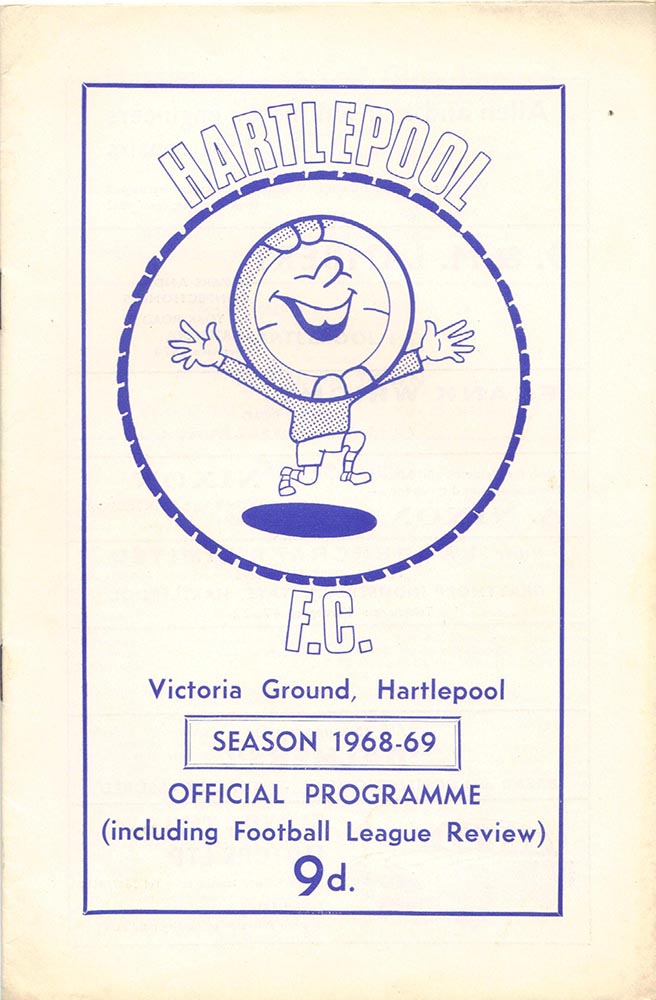 HARTLEPOOL
F.C.
Victoria Ground, Hartlepool
SEASON 1968-69
OFFICIAL PROGRAMME
(including Football League Review)
9d.